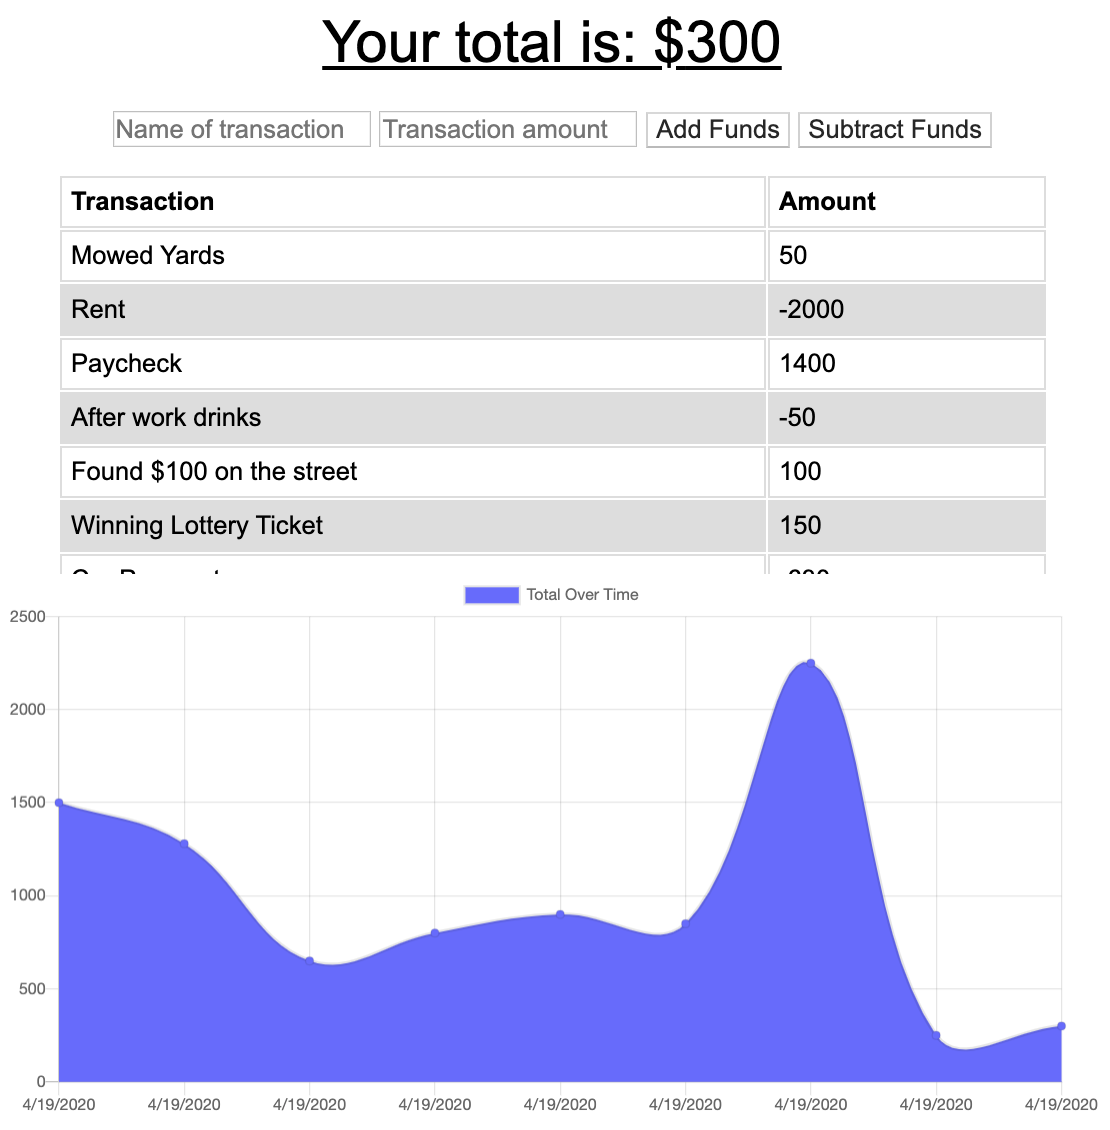 Your total is: $300
Name of transaction Transaction amount Add Funds Subtract Funds
Transaction Amount
Mowed Yards 50
Rent -2000
Paycheck 1400
After work drinks -50
Found $100 on the street 100
Winning Lottery Ticket 150
Total Over Time
2500
2000
1500
1000
500
0
4/19/2020 4/19/2020 4/19/2020 4/19/2020 4/19/2020 4/19/2020 4/19/2020 4/19/2020 4/19/2020